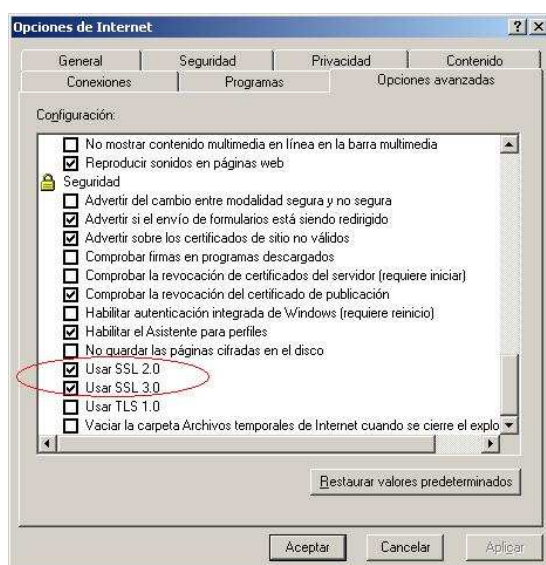 Opciones de Internet
General Seguridad Privacidad Contenido
Conexiones Programas Opciones avanzadas
Configuración:
No mostrar contenido multimedia en línea en la barra multimedia
Reproducir sonidos en páginas web
Seguridad
Advertir del cambio entre modalidad segura y no segura
Advertir si el envío de formularios está siendo redirigido
Advertir sobre los certificados de sitio no válidos
Comprobar firmas en programas descargados
Comprobar la revocación de certificados del servidor (requiere iniciar)
Comprobar la revocación del certificado de publicación
Habilitar autenticación integrada de Windows (requiere reinicio)
Habilitar el Asistente para perfiles
No guardar las páginas cifradas en el disco
Usar SSL 2.0
Usar SSL 3.0
Usar TLS 1.0
Vaciar la carpeta Archivos temporales de Internet cuando se cierre el explo
Restaurar valores predeterminados
Aceptar Cancelar Aplicar